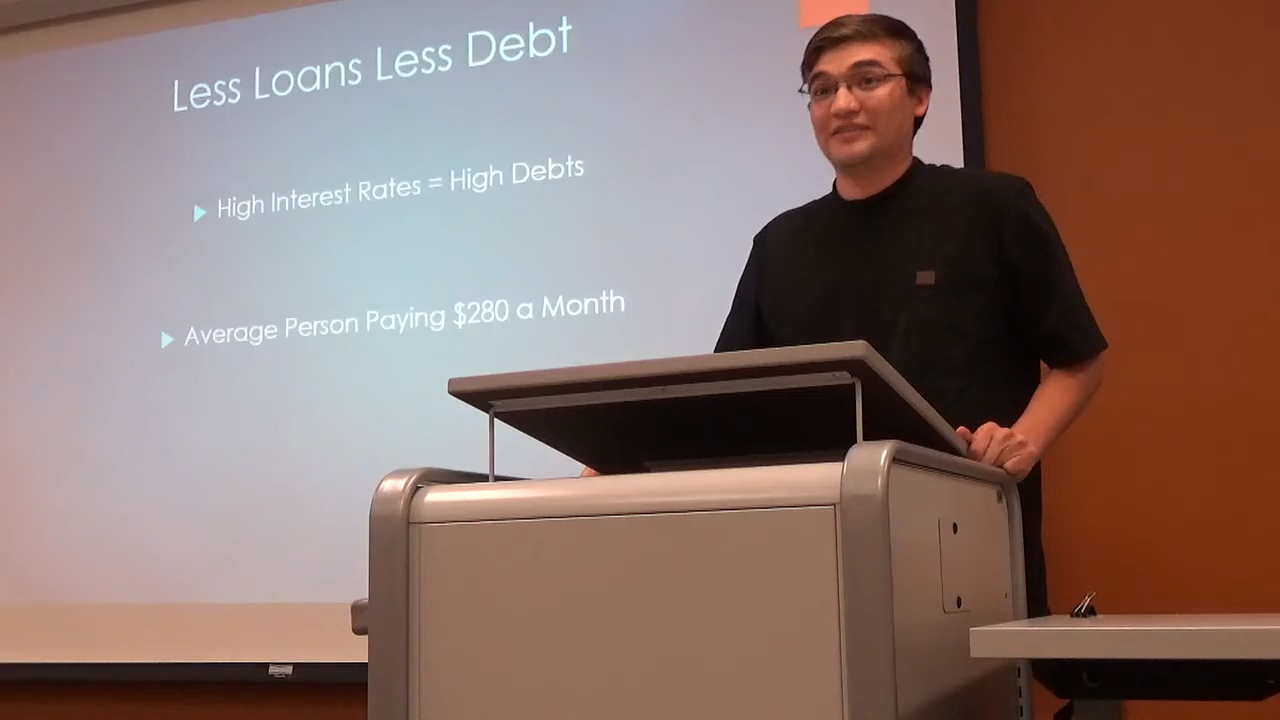 Less Loans Less Debt
High Interest Rates = High Debts
Average Person Paying $280 a Month